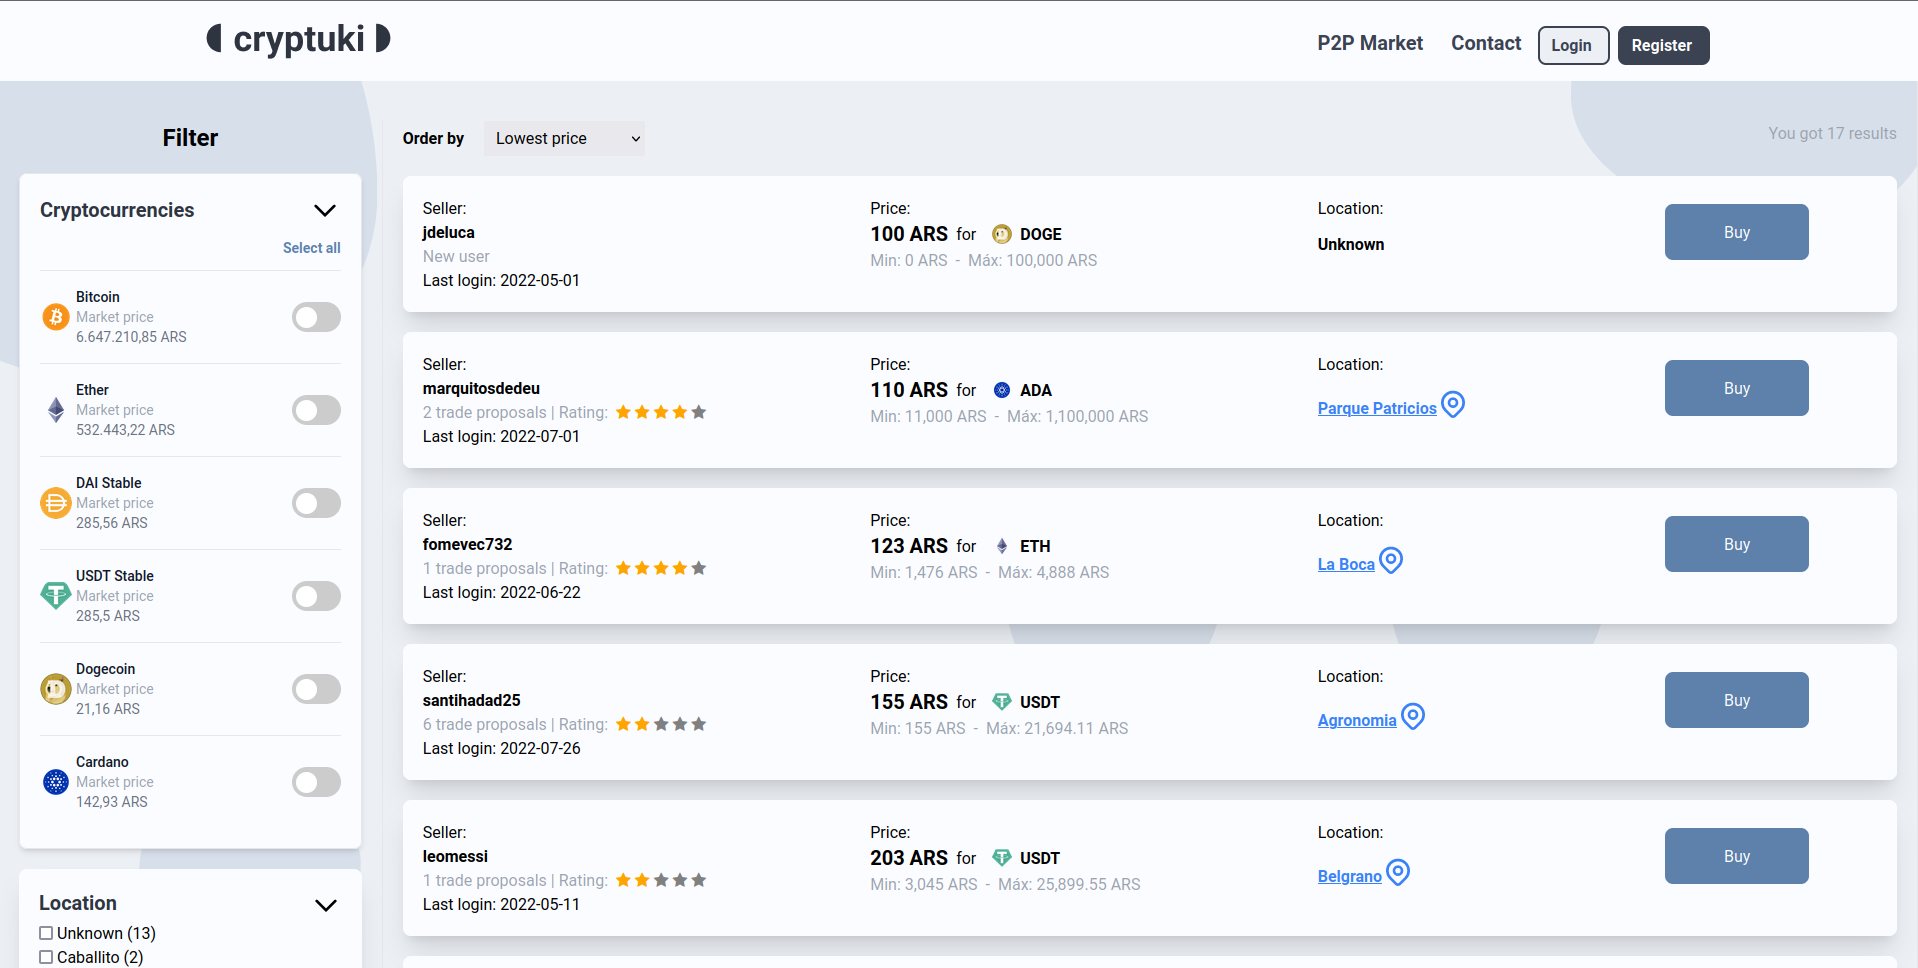 cryptuki
P2P Market Contact Login Register
Filter
Cryptocurrencies
Select all
Bitcoin
Market price
6.647.210,85 ARS
Ether
Market price
532.443,22 ARS
DAI Stable
Market price
285,56 ARS
USDT Stable
Market price
285,5 ARS
Dogecoin
Market price
21,16 ARS
Cardano
Market price
142,93 ARS
Location
Unknown (13)
Caballito (2)
Order by Lowest price
You got 17 results
Seller:
jdeluca
New user
Last login: 2022-05-01
Price:
100 ARS for DOGE
Min: 0 ARS - Máx: 100,000 ARS
Location:
Unknown
Buy
Seller:
marquitosdedeu
2 trade proposals | Rating:
Last login: 2022-07-01
Price:
110 ARS for ADA
Min: 11,000 ARS - Máx: 1,100,000 ARS
Location:
Parque Patricios
Buy
Seller:
fomevec732
1 trade proposals | Rating:
Last login: 2022-06-22
Price:
123 ARS for ETH
Min: 1,476 ARS - Máx: 4,888 ARS
Location:
La Boca
Buy
Seller:
santihadad25
6 trade proposals | Rating:
Last login: 2022-07-26
Price:
155 ARS for USDT
Min: 155 ARS - Máx: 21,694.11 ARS
Location:
Agronomia
Buy
Seller:
leomessi
1 trade proposals | Rating:
Last login: 2022-05-11
Price:
203 ARS for USDT
Min: 3,045 ARS - Máx: 25,899.55 ARS
Location:
Belgrano
Buy